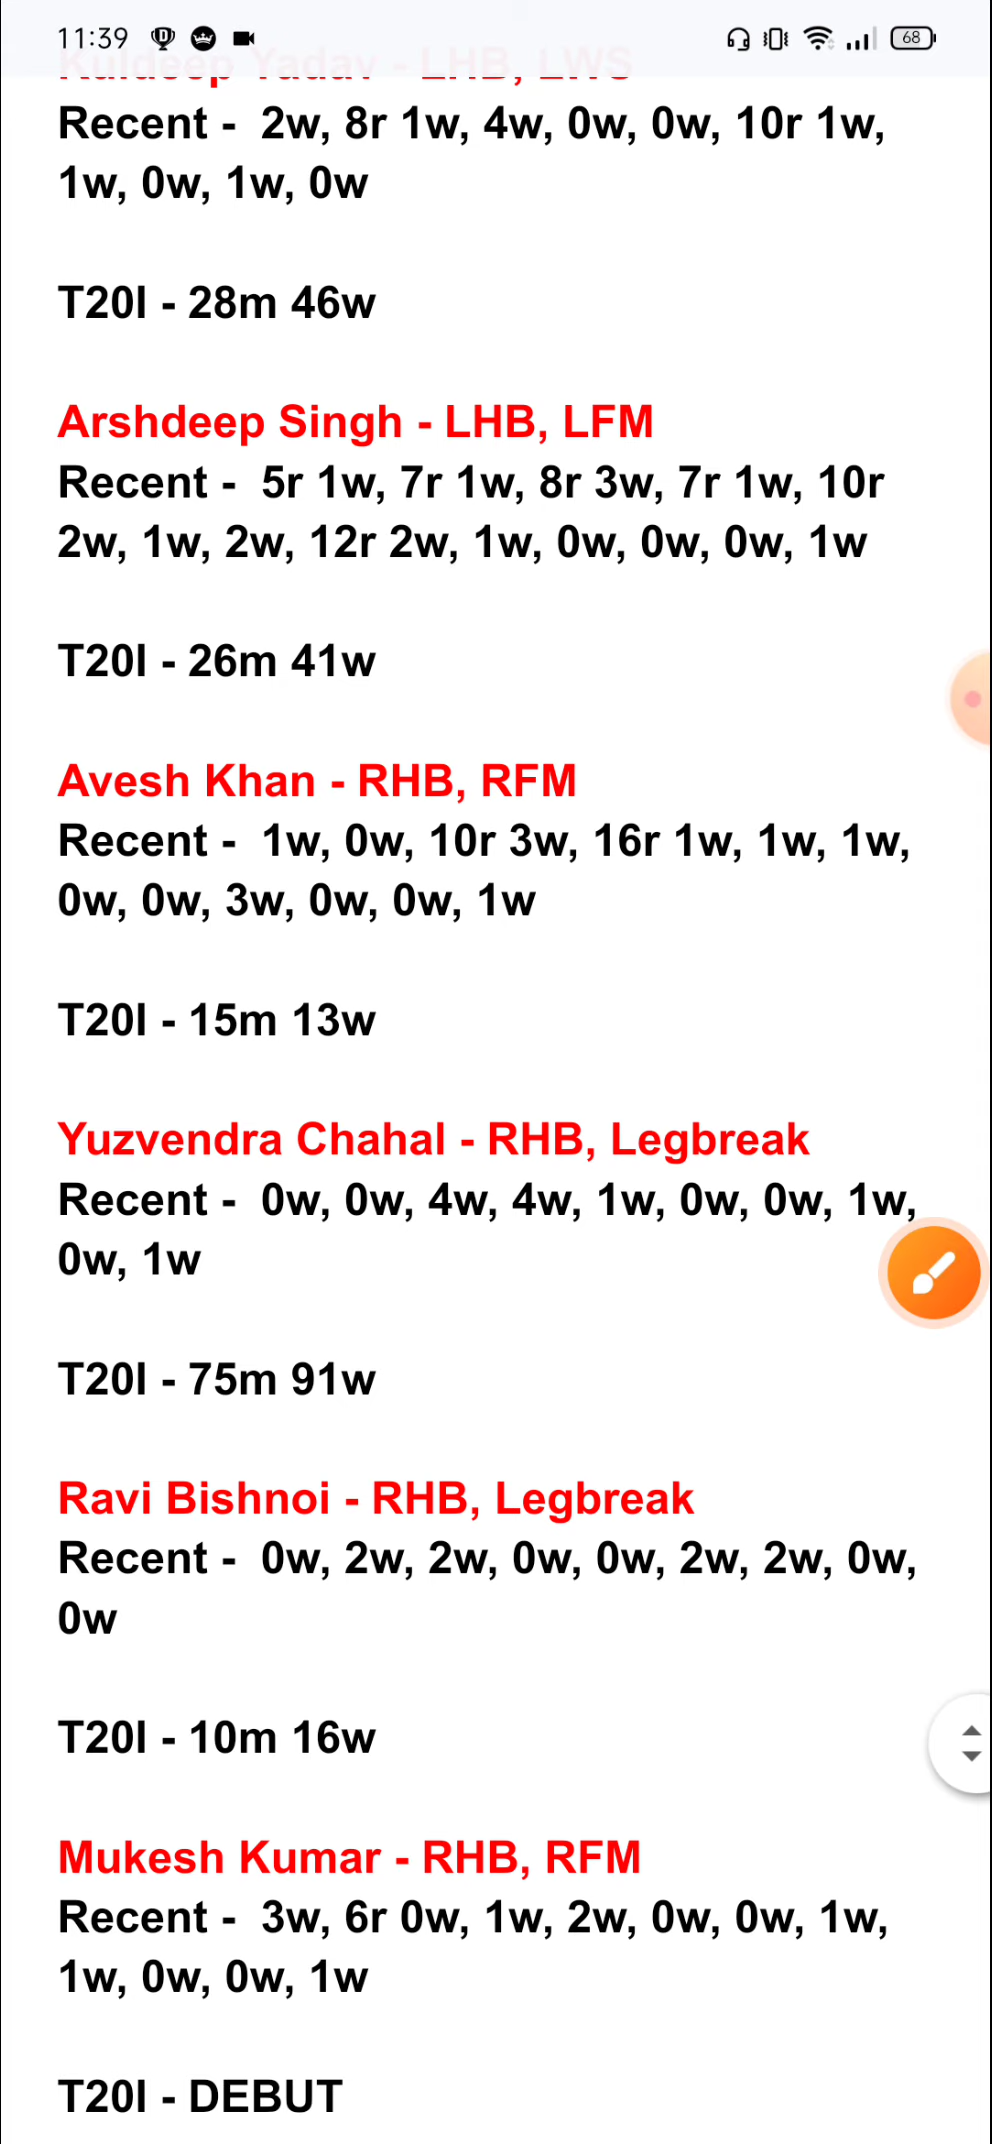 11:39
68
Kuldeep Yadav - LHB, LWS
Recent - 2w, 8r 1w, 4w, 0w, 0w, 10r 1w,
1w, 0w, 1w, 0w
T20I - 28m 46w
Arshdeep Singh - LHB, LFM
Recent - 5r 1w, 7r 1w, 8r 3w, 7r 1w, 10r
2w, 1w, 2w, 12r 2w, 1w, 0w, 0w, 0w, 1w
T20I - 26m 41w
Avesh Khan - RHB, RFM
Recent - 1w, 0w, 10r 3w, 16r 1w, 1w, 1w,
0w, 0w, 3w, 0w, 0w, 1w
T20I - 15m 13w
Yuzvendra Chahal - RHB, Legbreak
Recent - 0w, 0w, 4w, 4w, 1w, 0w, 0w, 1w,
0w, 1w
T20I - 75m 91w
Ravi Bishnoi - RHB, Legbreak
Recent - 0w, 2w, 2w, 0w, 0w, 2w, 2w, 0w,
0w
T20I - 10m 16w
Mukesh Kumar - RHB, RFM
Recent - 3w, 6r 0w, 1w, 2w, 0w, 0w, 1w,
1w, 0w, 0w, 1w
T20I - DEBUT